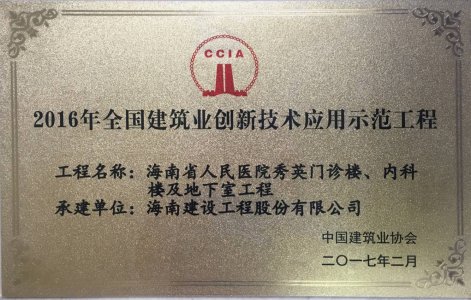 CCIA
2016年全国建筑业创新技术应用示范工程
工程名称：海南省人民医院秀英门诊楼、内科
楼及地下室工程
承建单位：海南建设工程股份有限公司
中国建筑业协会
二〇一七年二月